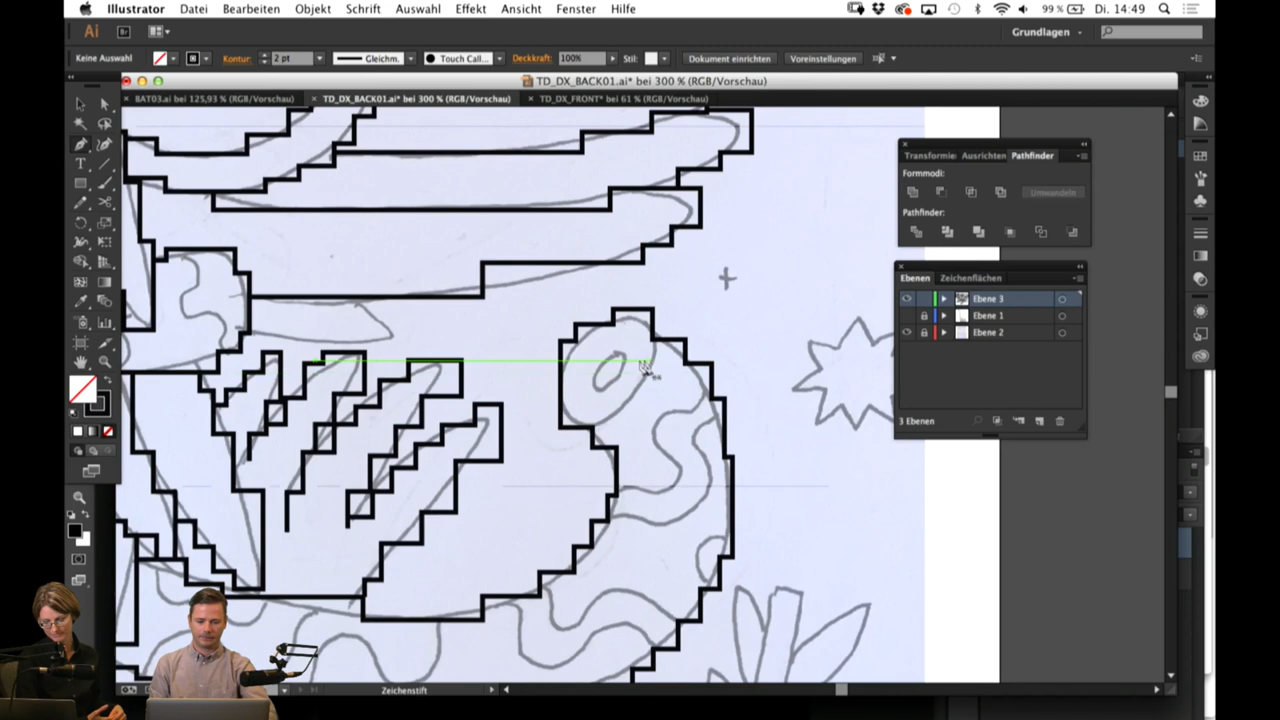 Illustrator Datei Bearbeiten Objekt Schrift Auswahl Effekt Ansicht Fenster Hilfe 99 % Di. 14:49
Ai Br Grundlagen
Keine Auswahl Kontur: 2 pt Gleichm. Touch Call... Deckkraft: 100% Stil: Dokument einrichten Voreinstellungen
TD_DX_BACK01.ai* bei 300 % (RGB/Vorschau)
BAT03.ai bei 125,93 % (RGB/Vorschau) TD_DX_BACK01.ai* bei 300 % (RGB/Vorschau) TD_DX_FRONT* bei 61 % (RGB/Vorschau)
Transformie Ausrichten Pathfinder
Formmodi:
Umwandeln
Pathfinder:
Ebenen Zeichenflächen
Ebene 3
Ebene 1
Ebene 2
3 Ebenen
Zeichenstift